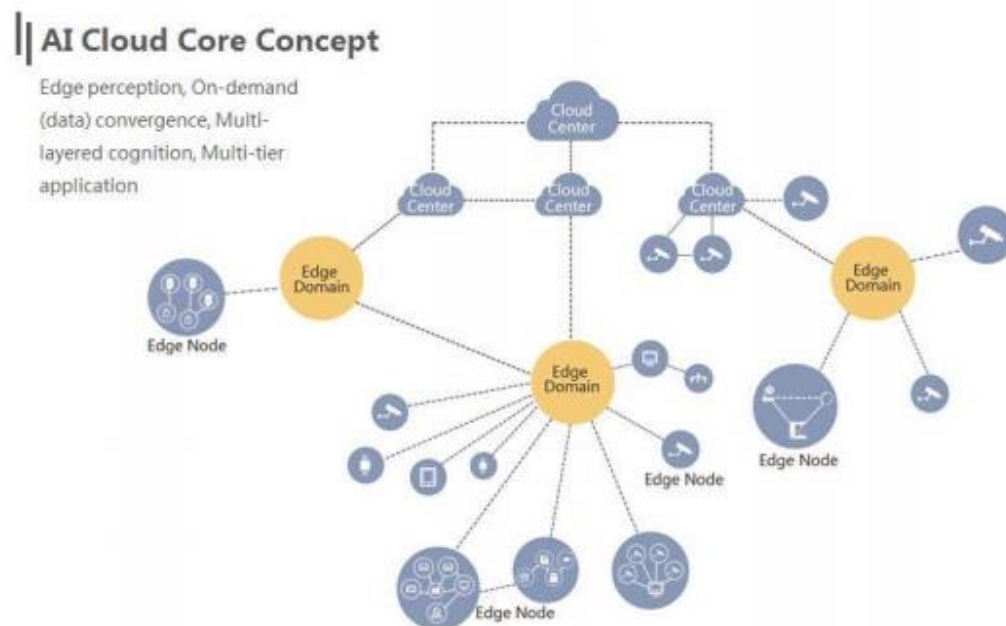 AI Cloud Core Concept
Edge perception, On-demand
(data) convergence, Multi-
layered cognition, Multi-tier
application
Cloud
Center
Cloud
Center
Cloud
Center
Cloud
Center
Edge
Domain
Edge
Domain
Edge Node
Edge
Domain
Edge Node
Edge Node
Edge Node